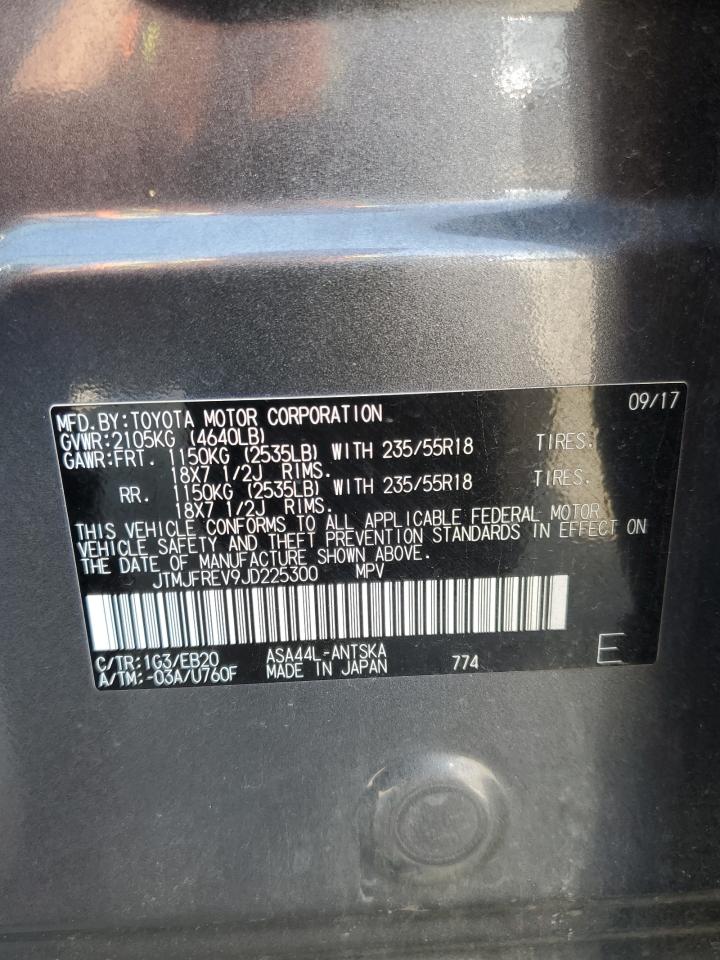 09/17
MFD.BY:TOYOTA MOTOR CORPORATION
GVWR:2105KG (4640LB)
GAWR:FRT. 1150KG (2535LB) WITH 235/55R18 TIRES.
18X7 1/2J RIMS.
RR. 1150KG (2535LB) WITH 235/55R18 TIRES.
18X7 1/2J RIMS.
THIS VEHICLE CONFORMS TO ALL APPLICABLE FEDERAL MOTOR
VEHICLE SAFETY AND THEFT PREVENTION STANDARDS IN EFFECT ON
THE DATE OF MANUFACTURE SHOWN ABOVE.
JTMJFREV9JD225300 MPV
C/TR:1G3/EB20 ASA44L-ANTSKA
A/TM:-03A/U760F MADE IN JAPAN 774 E